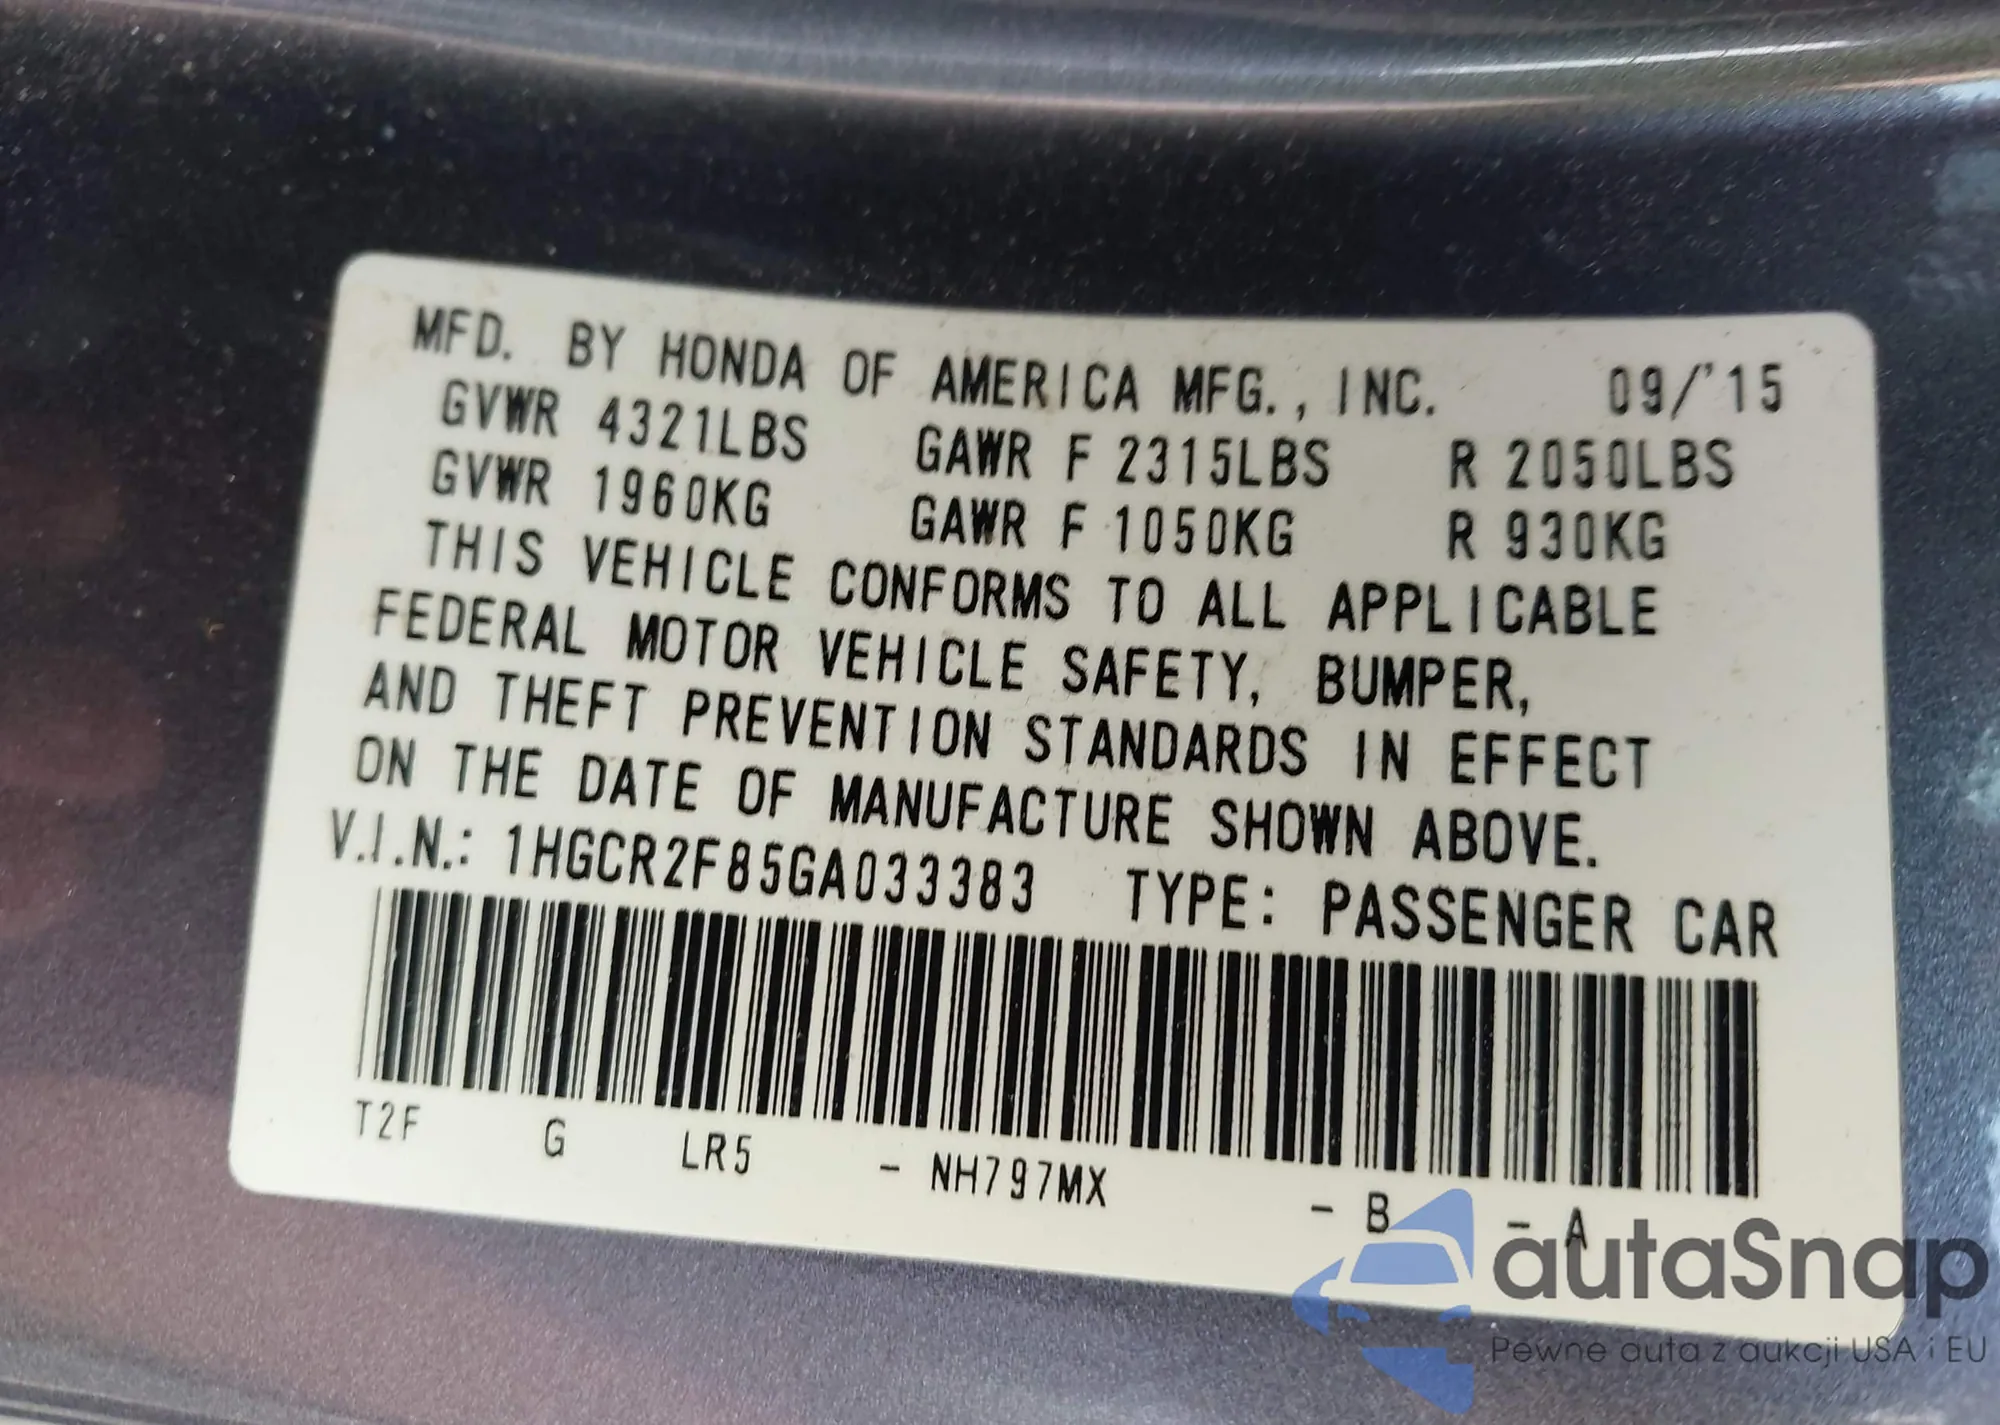 MFD. BY HONDA OF AMERICA MFG., INC. 09/'15
GVWR 4321LBS GAWR F 2315LBS R 2050LBS
GVWR 1960KG GAWR F 1050KG R 930KG
THIS VEHICLE CONFORMS TO ALL APPLICABLE
FEDERAL MOTOR VEHICLE SAFETY, BUMPER,
AND THEFT PREVENTION STANDARDS IN EFFECT
ON THE DATE OF MANUFACTURE SHOWN ABOVE.
V.I.N.: 1HGCR2F85GA033383 TYPE: PASSENGER CAR
T2F G LR5 - NH797MX - B - A
autaSnap
Pewne auta z aukcji USA i EU